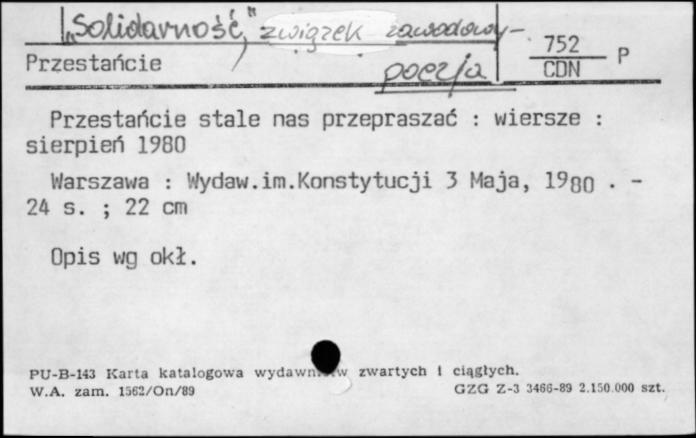 „Solidarność," związek zawodowy-
Przestańcie
poezja
752
CDN
P
Przestańcie stale nas przepraszać : wiersze :
sierpień 1980
Warszawa : Wydaw.im.Konstytucji 3 Maja, 1980 . -
24 s. ; 22 cm
Opis wg okł.
PU-B-143 Karta katalogowa zwartych i ciągłych.
W.A. zam. 1562/On/89
GZG Z-3 3466-89 2.150.000 szt.